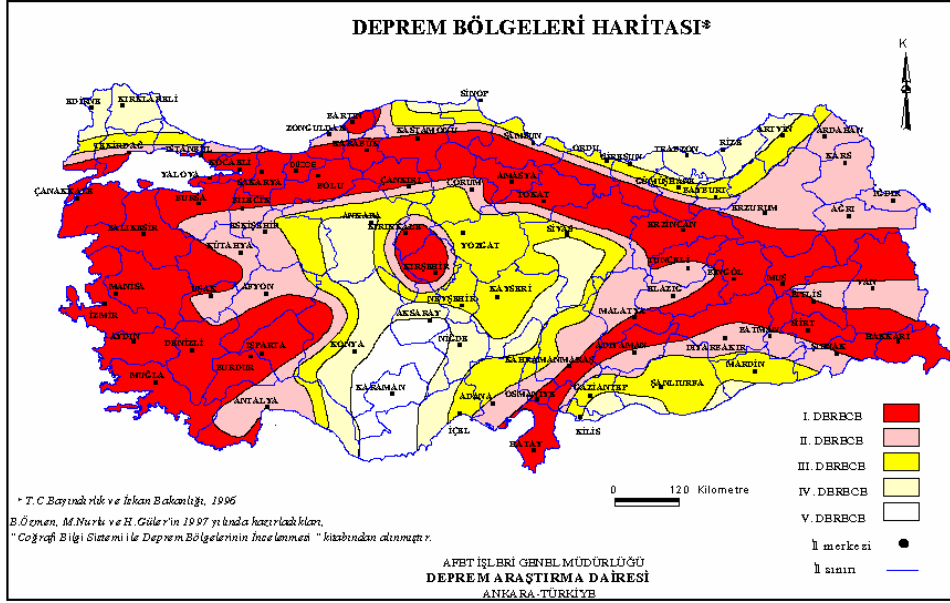 DEPREM BÖLGELERİ HARİTASI*
K
SİNOP
EDİRNE
KIRKLARELİ
BARTIN
ZONGULDAK
KASTAMONU
SAMSUN
ARTVİN
ARDAHAN
TEKİRDAĞ
İSTANBUL
KARABÜK
ORDU
GİRESUN
TRABZON
RİZE
KARS
KOCAELİ
YALOVA
SAKARYA
DÜZCE
BOLU
ÇANKIRI
ÇORUM
AMASYA
TOKAT
GÜMÜŞHANE
BAYBURT
IĞDIR
ÇANAKKALE
BURSA
BİLECİK
ERZURUM
AĞRI
ANKARA
KIRIKKALE
SİVAS
ERZİNCAN
BALIKESİR
ESKİŞEHİR
KÜTAHYA
YOZGAT
KIRŞEHİR
TUNCELİ
BİNGÖL
MUŞ
VAN
MANİSA
UŞAK
AFYON
NEVŞEHİR
KAYSERİ
ELAZIĞ
BİTLİS
İZMİR
AKSARAY
MALATYA
SİİRT
AYDIN
DENİZLİ
ISPARTA
KONYA
NİĞDE
KAHRAMANMARAŞ
ADIYAMAN
DİYARBAKIR
BATMAN
ŞIRNAK
HAKKARİ
MUĞLA
BURDUR
KARAMAN
MARDİN
ANTALYA
ADANA
OSMANİYE
GAZİANTEP
ŞANLIURFA
İÇEL
KİLİS
HATAY
I. DERECE
II. DERECE
III. DERECE
IV. DERECE
V. DERECE
İl merkezi
İl sınırı
0 120 Kilometre
* T.C Bayındırlık ve İskan Bakanlığı, 1996
B.Özmen, M.Nurlu ve H.Güler'in 1997 yılında hazırladıkları,
"Coğrafi Bilgi Sistemi ile Deprem Bölgelerinin İncelenmesi " kitabından alınmıştır.
AFET İŞLERİ GENEL MÜDÜRLÜĞÜ
DEPREM ARAŞTIRMA DAİRESİ
ANKARA-TÜRKİYE